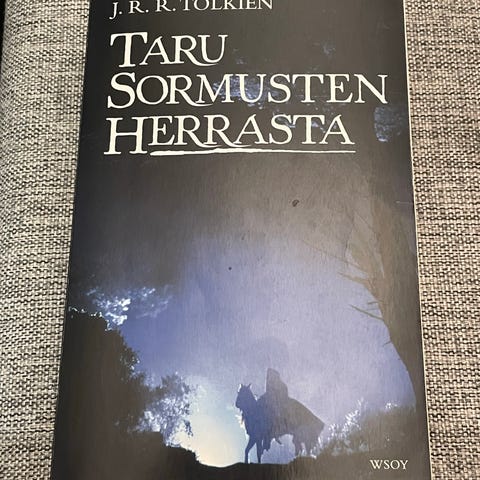 J. R. R. TOLKIEN
TARU
SORMUSTEN
HERRASTA
WSOY